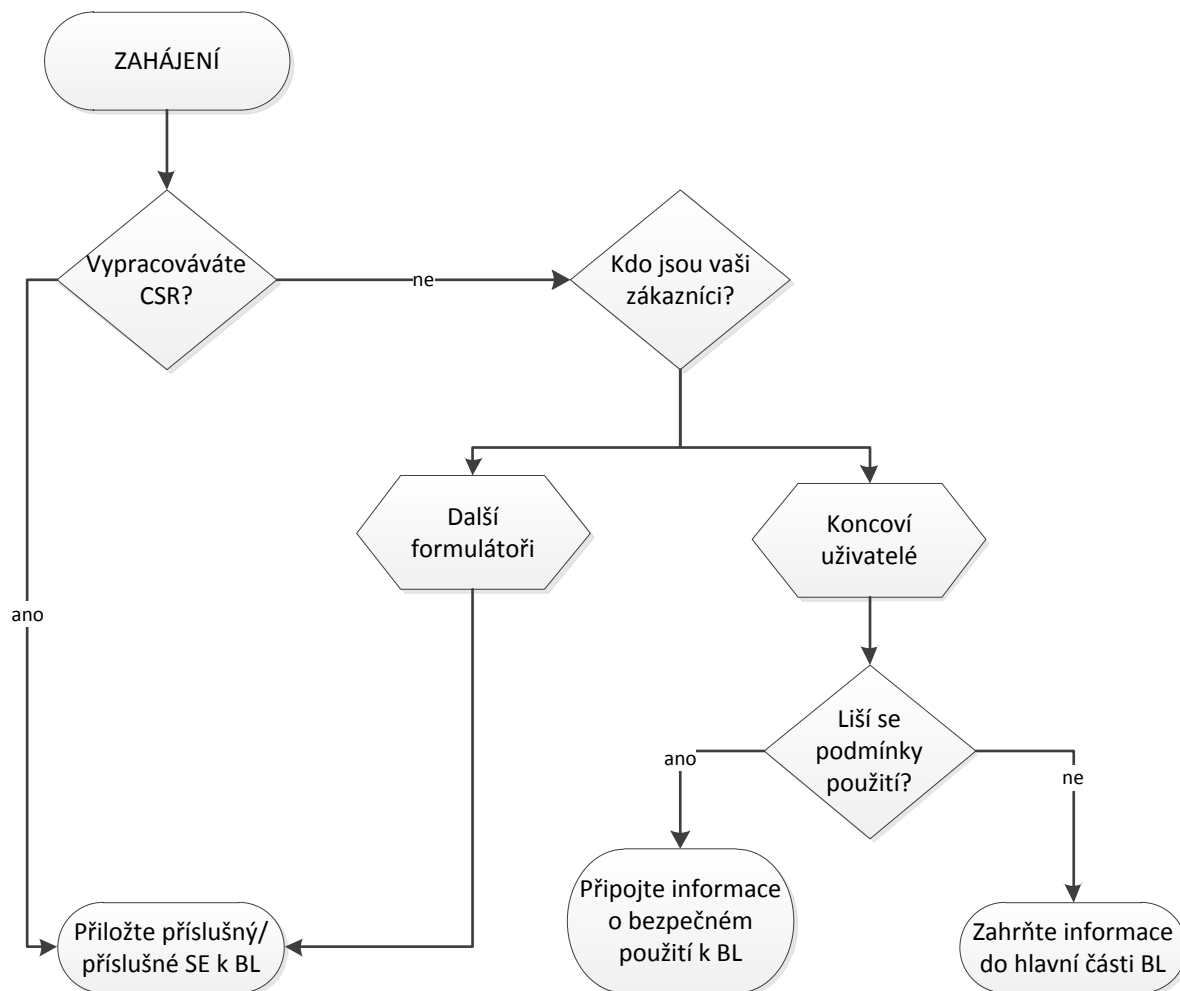 ZAHÁJENÍ
Vypracováváte
CSR?
ne
Kdo jsou vaši
zákazníci?
Další
formulátoři
Koncoví
uživatelé
ano
Liší se
podmínky
použití?
ano
ne
Připojte informace
o bezpečném
použití k BL
Přiložte příslušný/
příslušné SE k BL
Zahrňte informace
do hlavní části BL